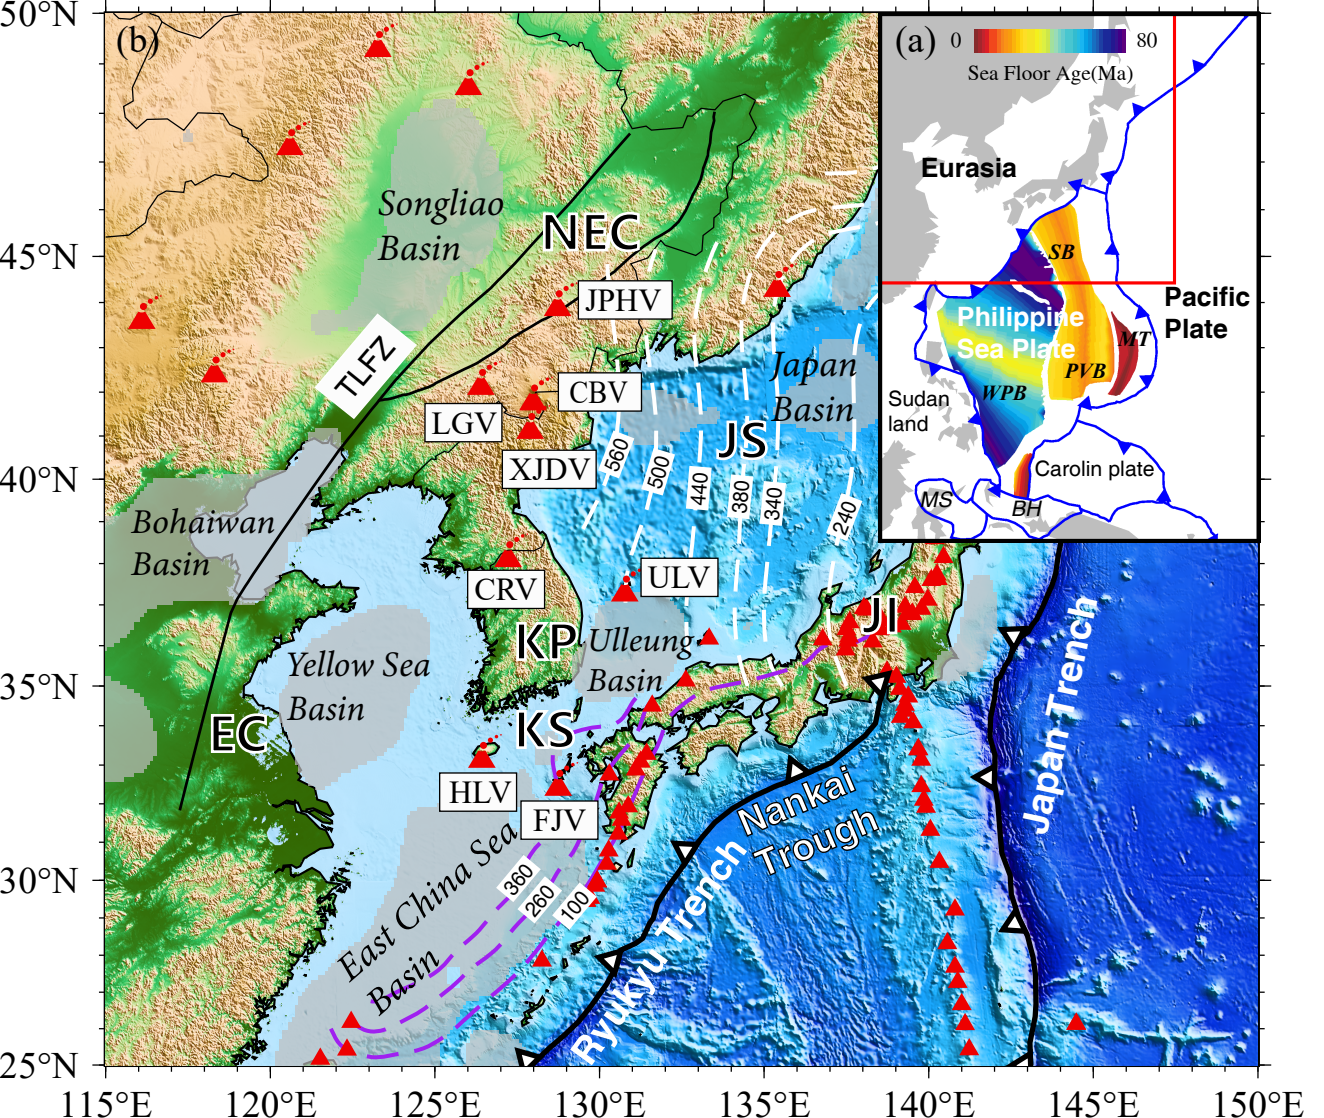 50°N
45°N
40°N
35°N
30°N
25°N
115°E
120°E
125°E
130°E
135°E
140°E
145°E
150°E
(b)
Songliao
Basin
NEC
JPHV
TLFZ
CBV
LGV
XJDV
Japan
Basin
JS
560
500
440
380
340
240
Bohaiwan
Basin
CRV
ULV
KP
Ulleung
Basin
JI
Yellow Sea
Basin
EC
KS
HLV
FJV
East China Sea
Basin
360
260
100
Nankai
Trough
Ryukyu Trench
Japan Trench
(a)
0
80
Sea Floor Age(Ma)
Eurasia
SB
Pacific
Plate
Philippine
Sea Plate
MT
PVB
WPB
Sudan
land
Carolin plate
MS
BH